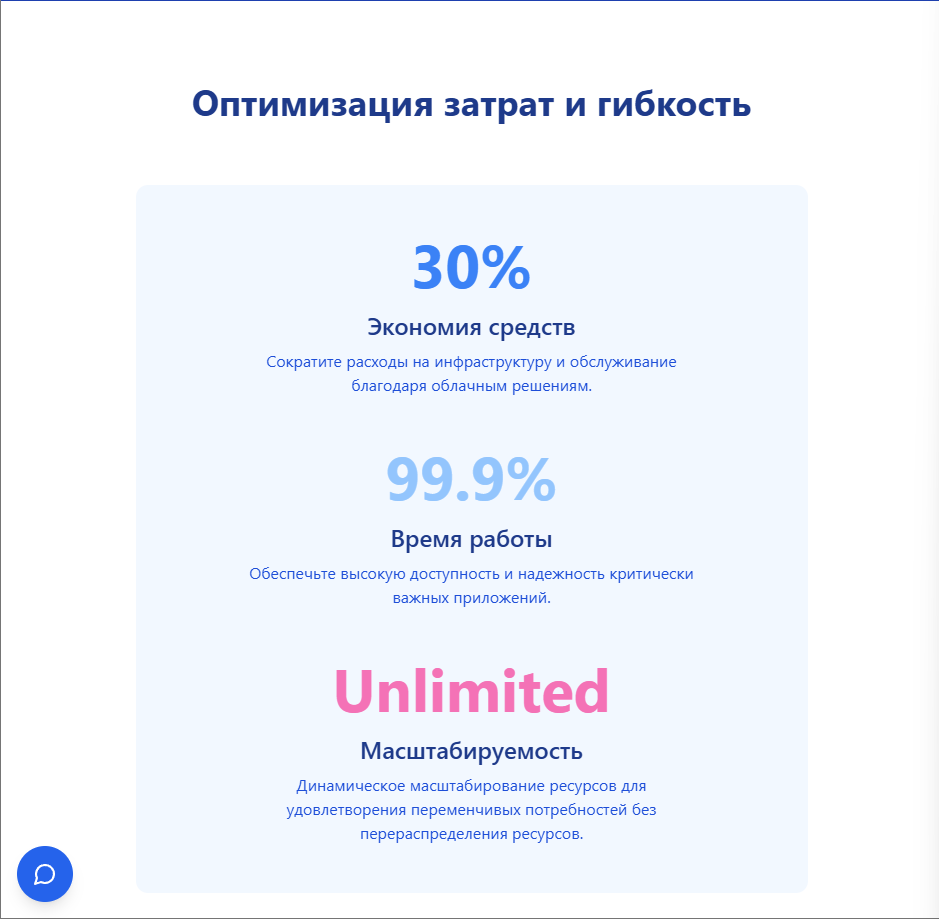 Оптимизация затрат и гибкость
30%
Экономия средств
Сократите расходы на инфраструктуру и обслуживание
благодаря облачным решениям.
99.9%
Время работы
Обеспечьте высокую доступность и надежность критически
важных приложений.
Unlimited
Масштабируемость
Динамическое масштабирование ресурсов для
удовлетворения переменчивых потребностей без
перераспределения ресурсов.